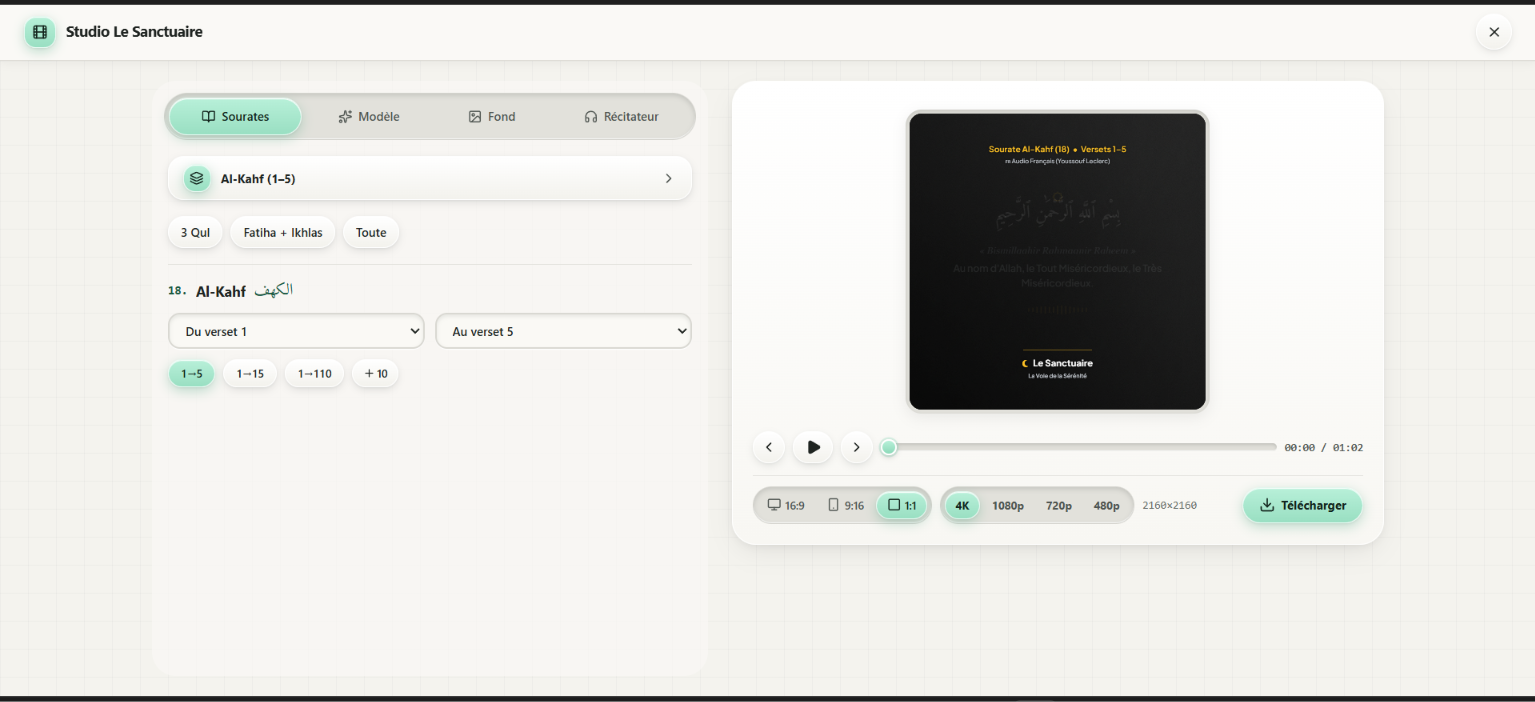 Studio Le Sanctuaire
Sourates
Modèle
Fond
Récitateur
Al-Kahf (1–5)
3 Qul
Fatiha + Ikhlas
Toute
18. Al-Kahf الكهف
Du verset 1
Au verset 5
1→5
1→15
1→110
+ 10
Sourate Al-Kahf (18) • Versets 1–5
re Audio Français (Youssouf Leclerc)
بِسْمِ ٱللَّهِ ٱلرَّحْمَٰنِ ٱلرَّحِيمِ
Au nom d'Allah, le Tout Miséricordieux, le Très
Miséricordieux.
Le Sanctuaire
La Voie de la Sérénité
00:00 / 01:02
16:9
9:16
1:1
4K
1080p
720p
480p
2160×2160
Télécharger